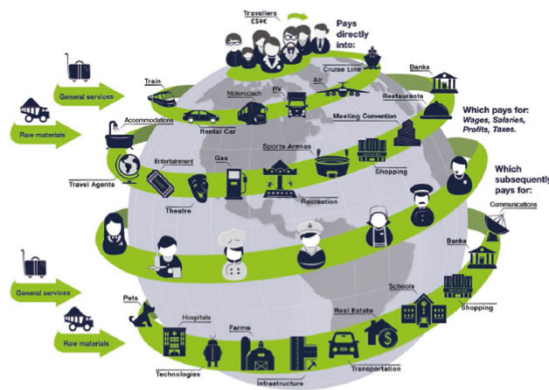 Travellers
£$¥€
Pays
directly
into:
Cruise Line
Air
RV
Motorcoach
Train
Rental Car
General services
Raw materials
Accommodations
Banks
Restaurants
Meeting Convention
Which pays for:
Wages, Salaries,
Profits, Taxes.
Sports Arenas
Gas
Entertainment
Travel Agents
Theatre
Recreation
Shopping
Which
subsequently
pays for:
Communications
Banks
Shopping
Schools
Real Estate
Transportation
Infrastructure
Farms
Technologies
Hospitals
Pets
General services
Raw materials